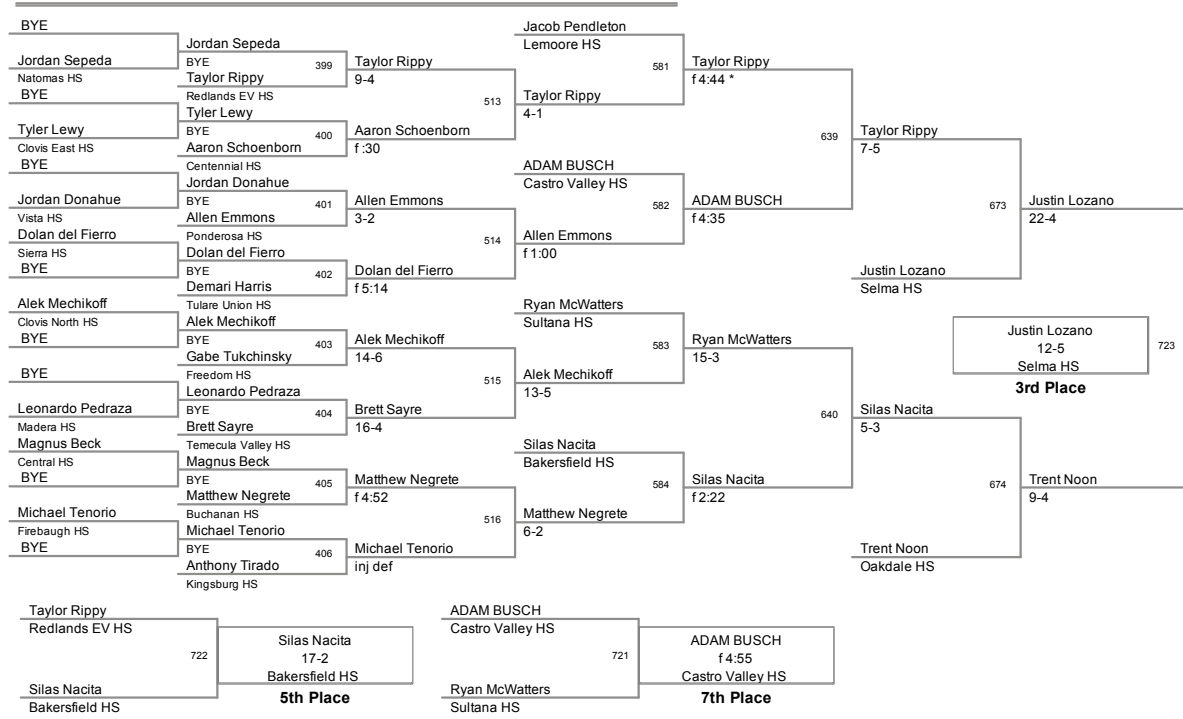 BYE
Jordan Sepeda
Natomas HS
BYE
Tyler Lewy
Clovis East HS
BYE
Jordan Donahue
Vista HS
Dolan del Fierro
Sierra HS
BYE
Alek Mechikoff
Clovis North HS
BYE
BYE
Leonardo Pedraza
Madera HS
Magnus Beck
Central HS
BYE
Michael Tenorio
Firebaugh HS
BYE
Jordan Sepeda
BYE
399
Taylor Rippy
Redlands EV HS
Tyler Lewy
BYE
400
Aaron Schoenborn
Centennial HS
Jordan Donahue
BYE
401
Allen Emmons
Ponderosa HS
Dolan del Fierro
BYE
402
Demari Harris
Tulare Union HS
Alek Mechikoff
BYE
403
Gabe Tukchinsky
Freedom HS
Leonardo Pedraza
BYE
404
Brett Sayre
Temecula Valley HS
Magnus Beck
BYE
405
Matthew Negrete
Buchanan HS
Michael Tenorio
BYE
406
Anthony Tirado
Kingsburg HS
Taylor Rippy
9-4
513
Aaron Schoenborn
f :30
Allen Emmons
3-2
514
Dolan del Fierro
f 5:14
Alek Mechikoff
14-6
515
Brett Sayre
16-4
Matthew Negrete
f 4:52
516
Michael Tenorio
inj def
Jacob Pendleton
Lemoore HS
581
Taylor Rippy
4-1
ADAM BUSCH
Castro Valley HS
582
Allen Emmons
f 1:00
Ryan McWatters
Sultana HS
583
Alek Mechikoff
13-5
Silas Nacita
Bakersfield HS
584
Matthew Negrete
6-2
Taylor Rippy
f 4:44 *
639
ADAM BUSCH
f 4:35
Ryan McWatters
15-3
640
Silas Nacita
f 2:22
Taylor Rippy
7-5
673
Justin Lozano
Selma HS
Silas Nacita
5-3
674
Trent Noon
Oakdale HS
Justin Lozano
22-4
Justin Lozano
12-5
Selma HS
723
3rd Place
Trent Noon
9-4
Taylor Rippy
Redlands EV HS
722
Silas Nacita
Bakersfield HS
Silas Nacita
17-2
Bakersfield HS
5th Place
ADAM BUSCH
Castro Valley HS
721
Ryan McWatters
Sultana HS
ADAM BUSCH
f 4:55
Castro Valley HS
7th Place